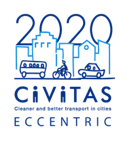 2020
CiViTAS
Cleaner and better transport in cities
ECCENTRIC